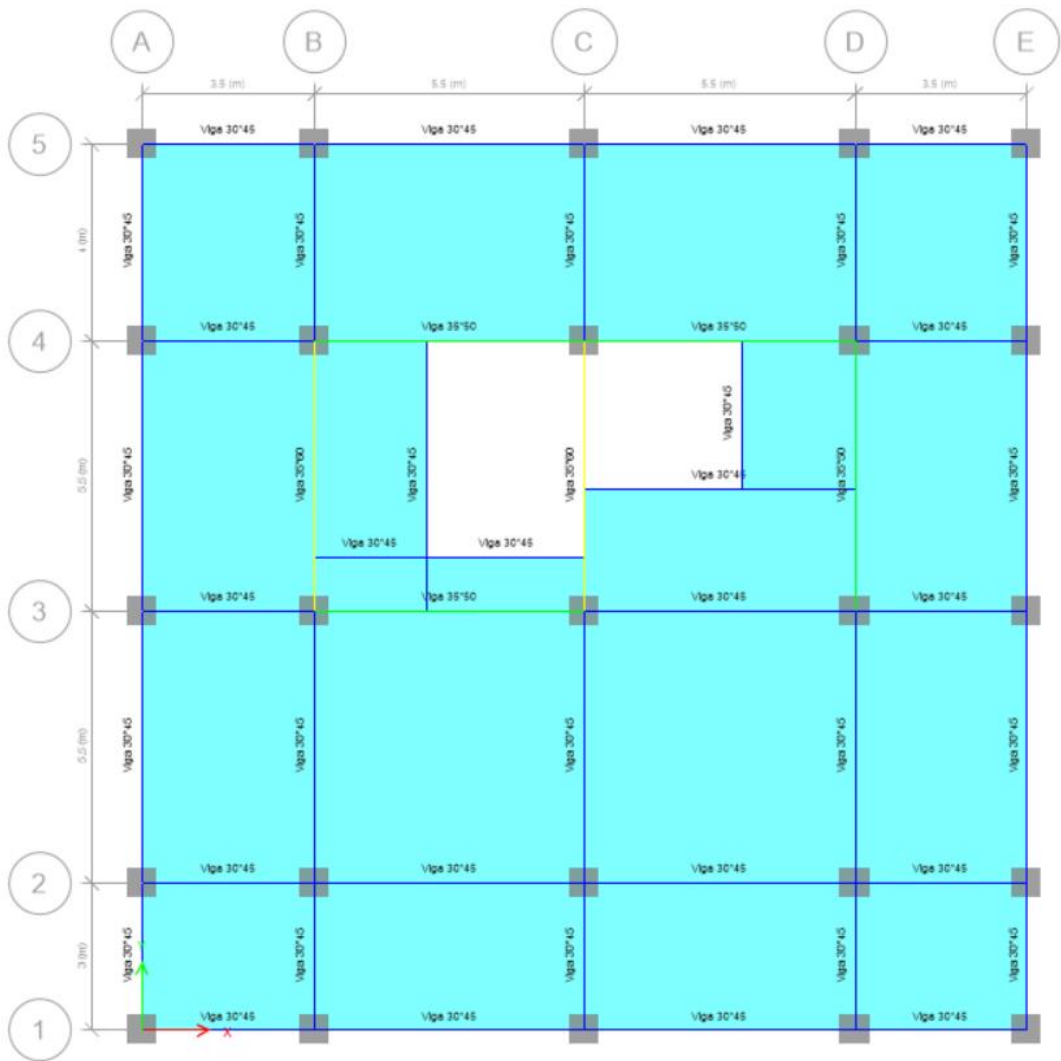 A B C D E
3.5 (m) 5.5 (m) 5.5 (m) 3.5 (m)
5 Viga 30*45 Viga 30*45 Viga 30*45 Viga 30*45
4 (m) Viga 30*45 Viga 30*45 Viga 30*45 Viga 30*45 Viga 30*45
4 Viga 30*45 Viga 35*50 Viga 35*50 Viga 30*45
Viga 30*45
5.5 (m) Viga 30*45 Viga 35*60 Viga 30*45 Viga 35*60 Viga 35*50 Viga 30*45
Viga 30*45
Viga 30*45 Viga 30*45
3 Viga 30*45 Viga 35*50 Viga 30*45 Viga 30*45
5.5 (m) Viga 30*45 Viga 30*45 Viga 30*45 Viga 30*45 Viga 30*45
2 Viga 30*45 Viga 30*45 Viga 30*45 Viga 30*45
3 (m) Viga 30*45 Viga 30*45 Viga 30*45 Viga 30*45 Viga 30*45
Y
1 Viga 30*45 Viga 30*45 Viga 30*45 Viga 30*45
X